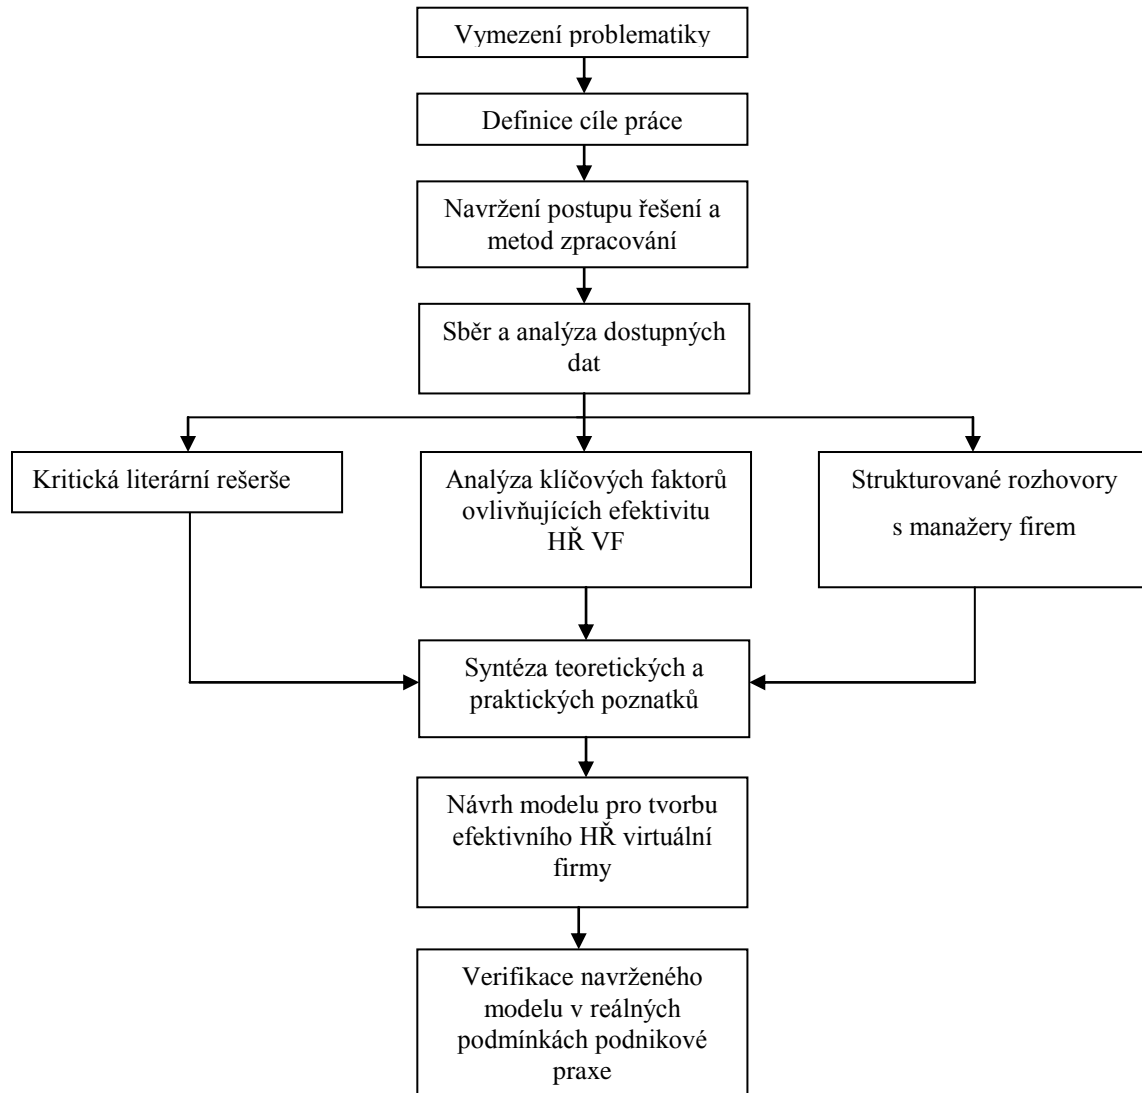 Vymezení problematiky
Definice cíle práce
Navržení postupu řešení a
metod zpracování
Sběr a analýza dostupných
dat
Kritická literární rešerše
Analýza klíčových faktorů
ovlivňujících efektivitu
HŘ VF
Strukturované rozhovory
s manažery firem
Syntéza teoretických a
praktických poznatků
Návrh modelu pro tvorbu
efektivního HŘ virtuální
firmy
Verifikace navrženého
modelu v reálných
podmínkách podnikové
praxe